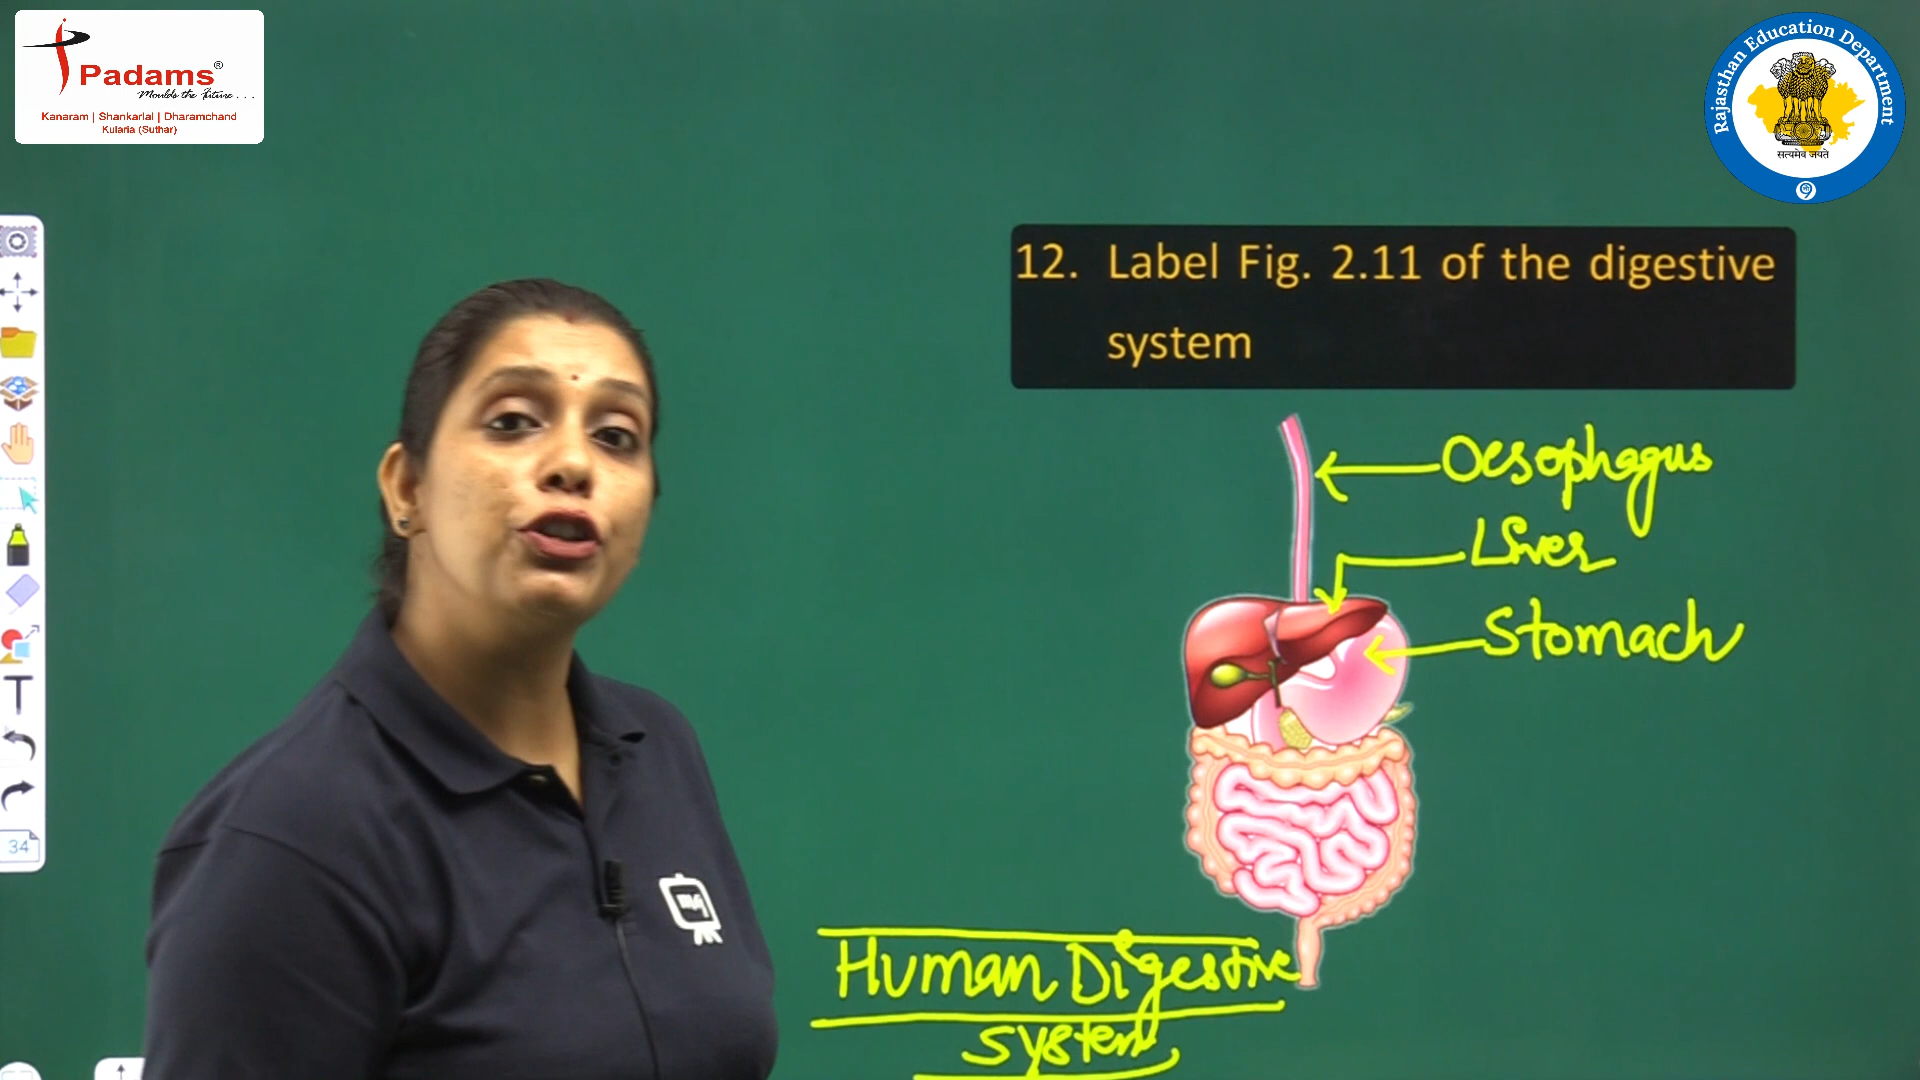 Padams®
Moulds the Future...
Kanaram | Shankarlal | Dharamchand
Kularia (Suthar)
Rajasthan Education Department
सत्यमेव जयते
12. Label Fig. 2.11 of the digestive
system
Oesophagus
Liver
Stomach
Human Digestive
System
34
T